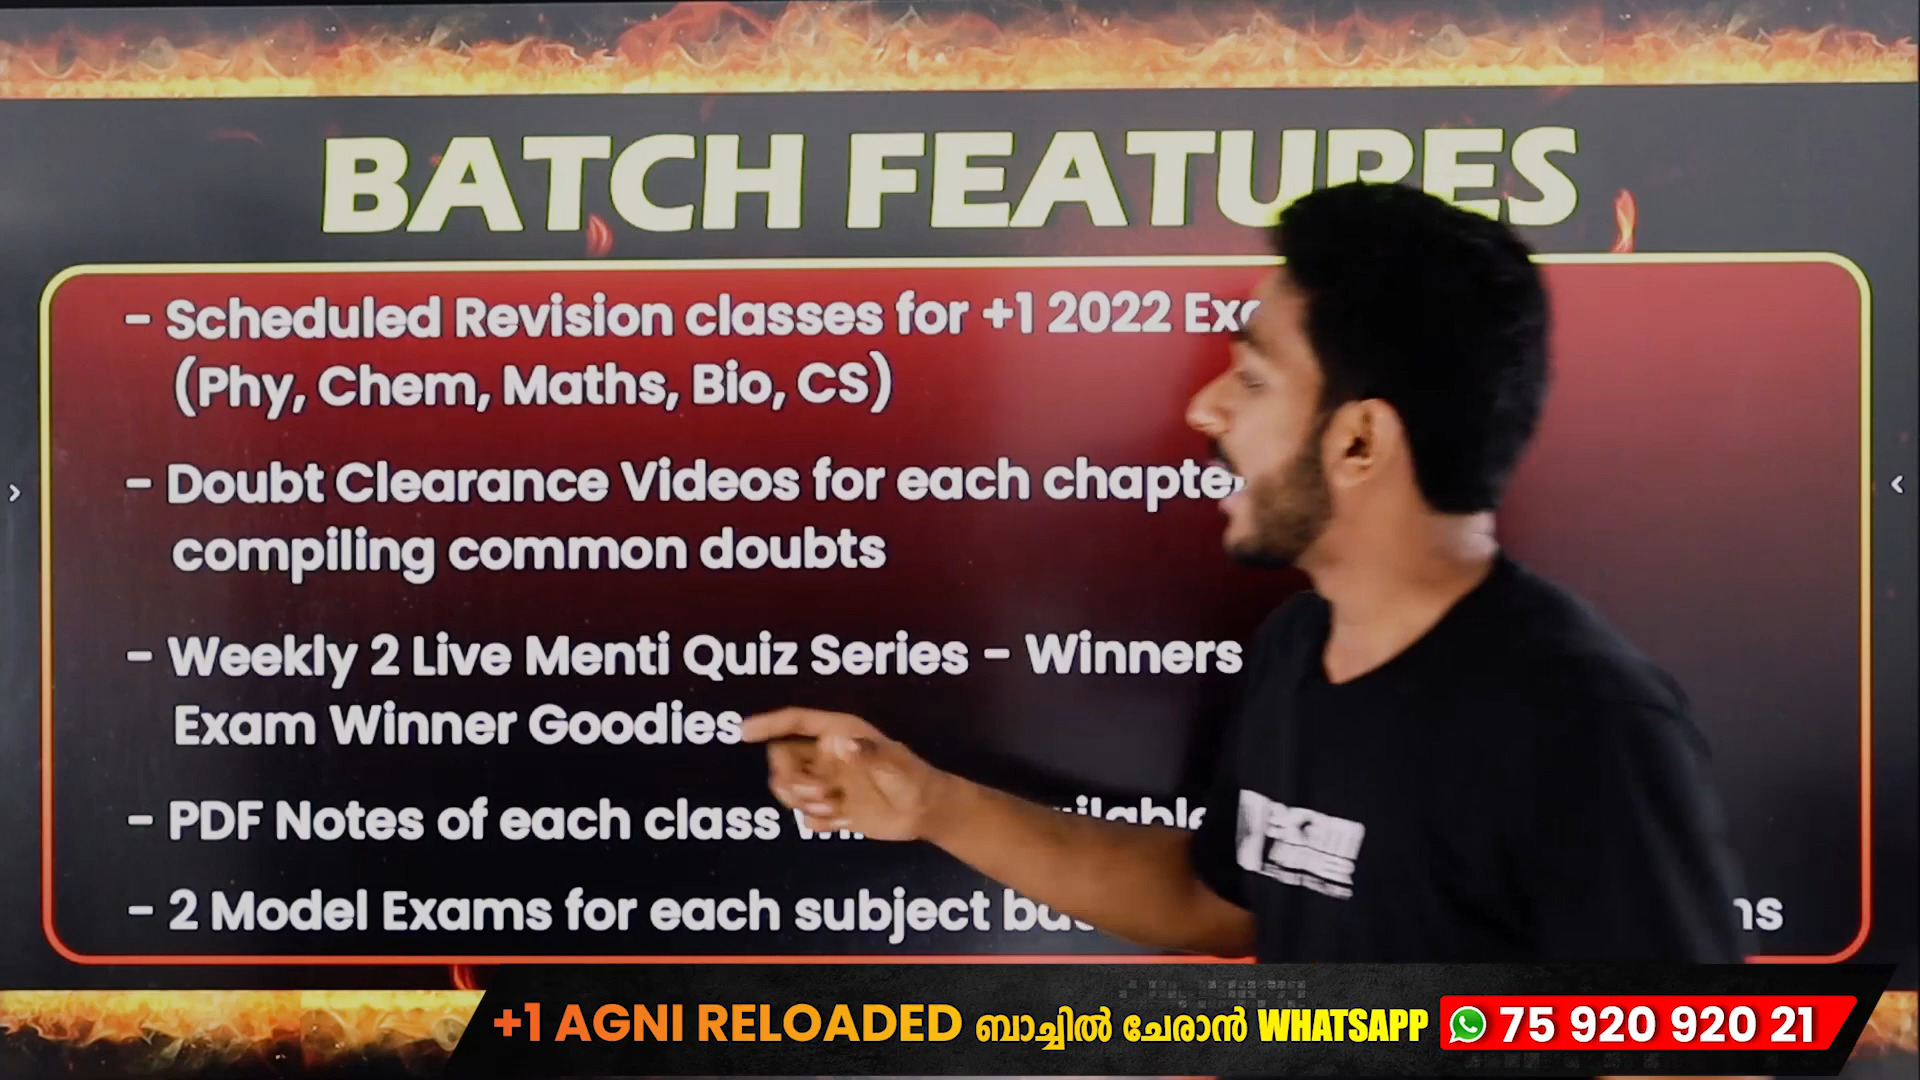 BATCH FEATURES
- Scheduled Revision classes for +1 2022
(Phy, Chem, Maths, Bio, CS)
- Doubt Clearance Videos for each
compiling common doubts
- Weekly 2 Live Menti Quiz Series - Winners
Exam Winner Goodies
- PDF Notes of each class
- 2 Model Exams for each subject
+1 AGNI RELOADED ബാച്ചിൽ ചേരാൻ WHATSAPP 75 920 920 21